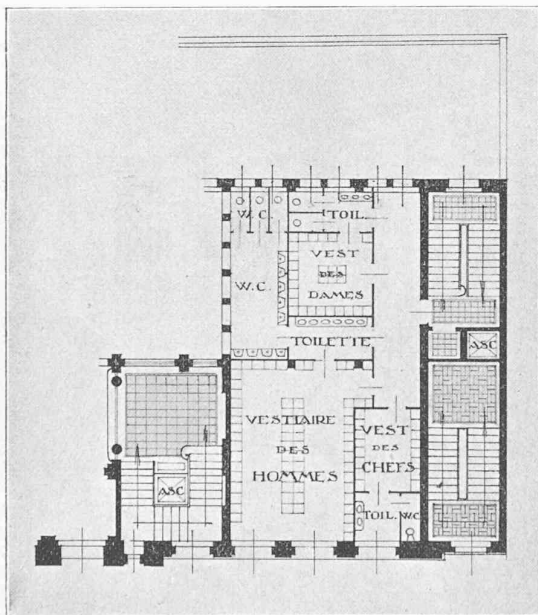 W.C.
TOIL.
VEST
DES
DAMES
W.C.
TOILETTE
ASC
VESTIAIRE
DES
HOMMES
VEST
DES
CHEFS
ASC
TOIL.
W.C